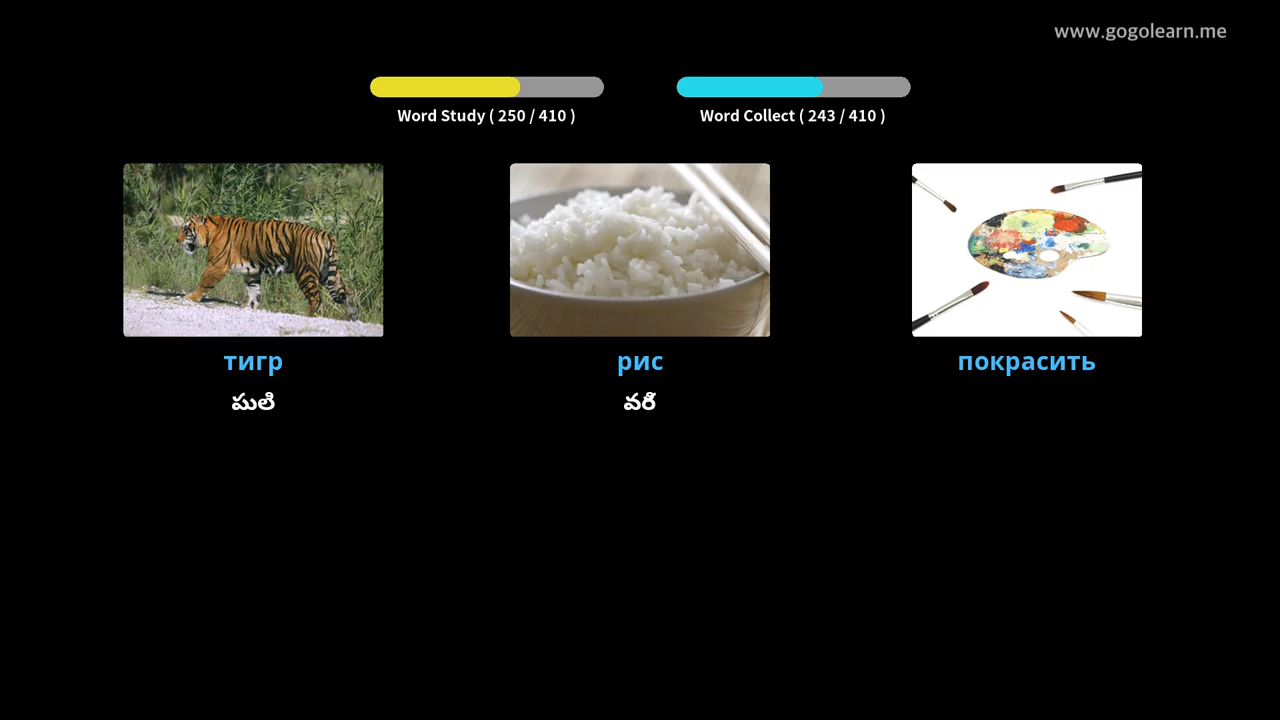 www.gogolearn.me
Word Study ( 250 / 410 )
Word Collect ( 243 / 410 )
тигр
рис
покрасить
పులి
వరి